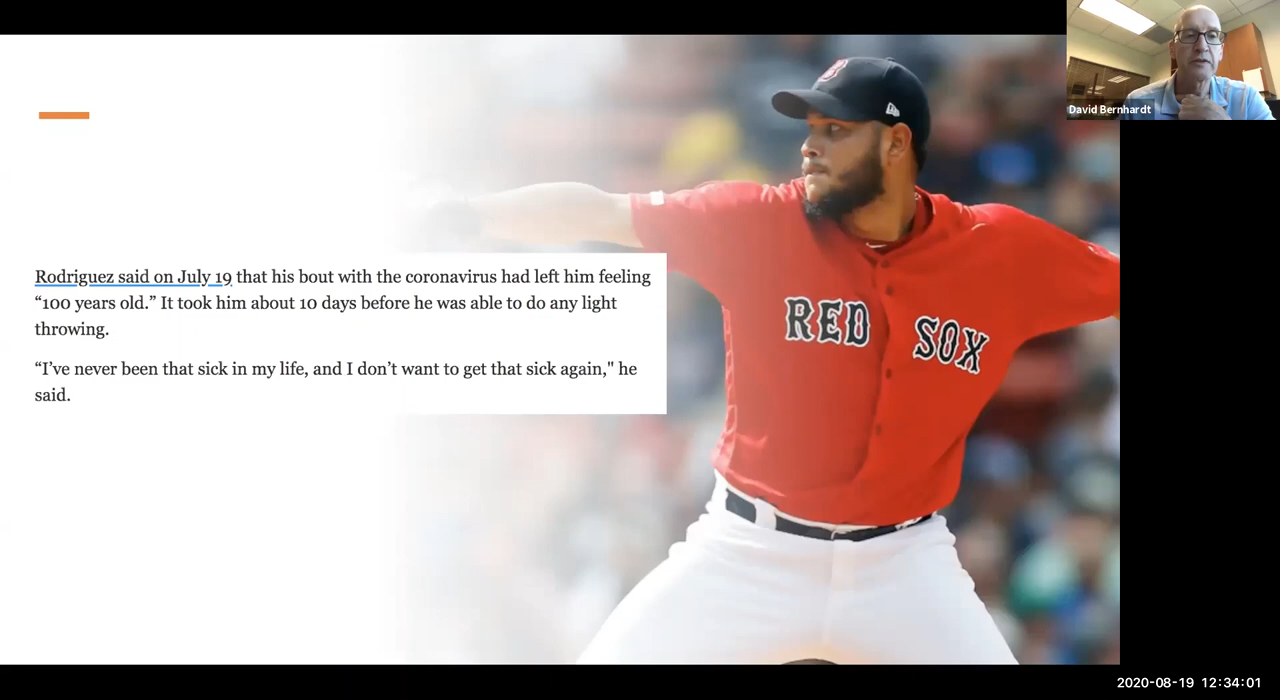 David Bernhardt
B
RED SOX
Rodriguez said on July 19 that his bout with the coronavirus had left him feeling
“100 years old.” It took him about 10 days before he was able to do any light
throwing.
“I’ve never been that sick in my life, and I don’t want to get that sick again," he
said.
2020-08-19 12:34:01